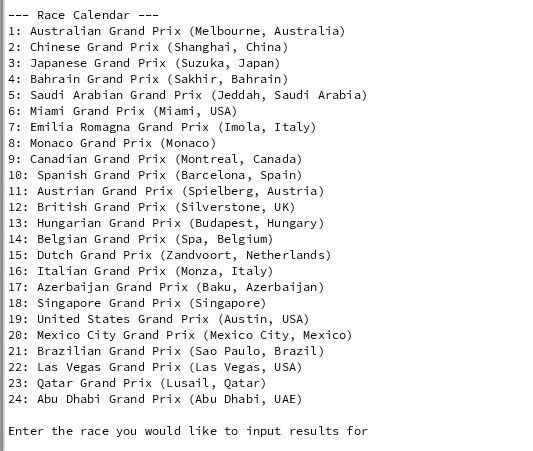 --- Race Calendar ---
1: Australian Grand Prix (Melbourne, Australia)
2: Chinese Grand Prix (Shanghai, China)
3: Japanese Grand Prix (Suzuka, Japan)
4: Bahrain Grand Prix (Sakhir, Bahrain)
5: Saudi Arabian Grand Prix (Jeddah, Saudi Arabia)
6: Miami Grand Prix (Miami, USA)
7: Emilia Romagna Grand Prix (Imola, Italy)
8: Monaco Grand Prix (Monaco)
9: Canadian Grand Prix (Montreal, Canada)
10: Spanish Grand Prix (Barcelona, Spain)
11: Austrian Grand Prix (Spielberg, Austria)
12: British Grand Prix (Silverstone, UK)
13: Hungarian Grand Prix (Budapest, Hungary)
14: Belgian Grand Prix (Spa, Belgium)
15: Dutch Grand Prix (Zandvoort, Netherlands)
16: Italian Grand Prix (Monza, Italy)
17: Azerbaijan Grand Prix (Baku, Azerbaijan)
18: Singapore Grand Prix (Singapore)
19: United States Grand Prix (Austin, USA)
20: Mexico City Grand Prix (Mexico City, Mexico)
21: Brazilian Grand Prix (Sao Paulo, Brazil)
22: Las Vegas Grand Prix (Las Vegas, USA)
23: Qatar Grand Prix (Lusail, Qatar)
24: Abu Dhabi Grand Prix (Abu Dhabi, UAE)
Enter the race you would like to input results for